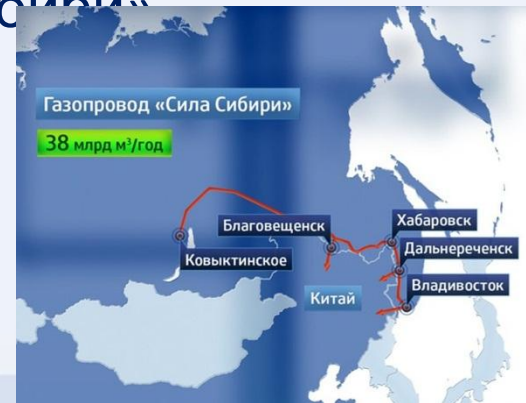 Газопровод «Сила Сибири»
38 млрд м³/год
Благовещенск
Хабаровск
Дальнереченск
Ковыктинское
Владивосток
Китай